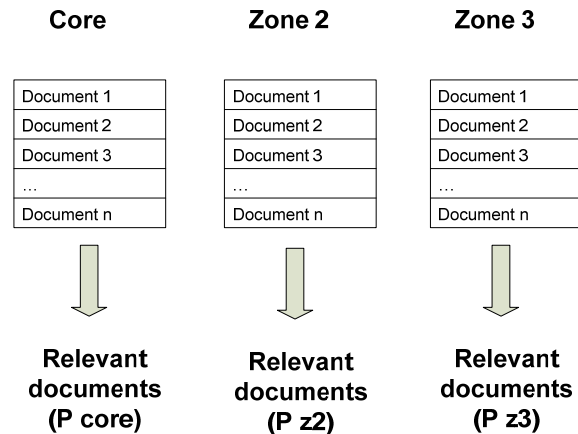 Core
Document 1
Document 2
Document 3
...
Document n
Relevant
documents
(P core)
Zone 2
Document 1
Document 2
Document 3
...
Document n
Relevant
documents
(P z2)
Zone 3
Document 1
Document 2
Document 3
...
Document n
Relevant
documents
(P z3)